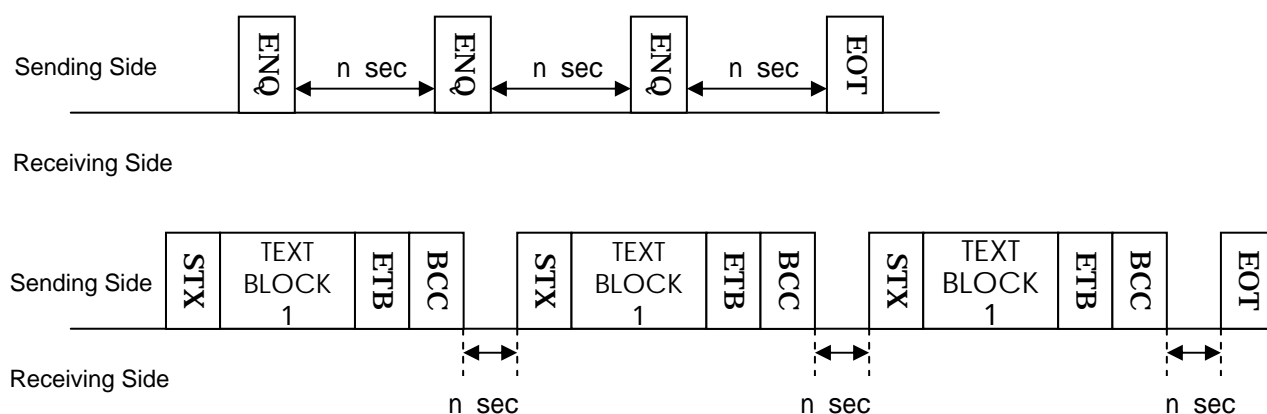 ENQ ENQ ENQ EOT
Sending Side n sec n sec n sec
Receiving Side
STX TEXT BLOCK 1 ETB BCC STX TEXT BLOCK 1 ETB BCC STX TEXT BLOCK 1 ETB BCC EOT
Sending Side
Receiving Side
n sec n sec n sec